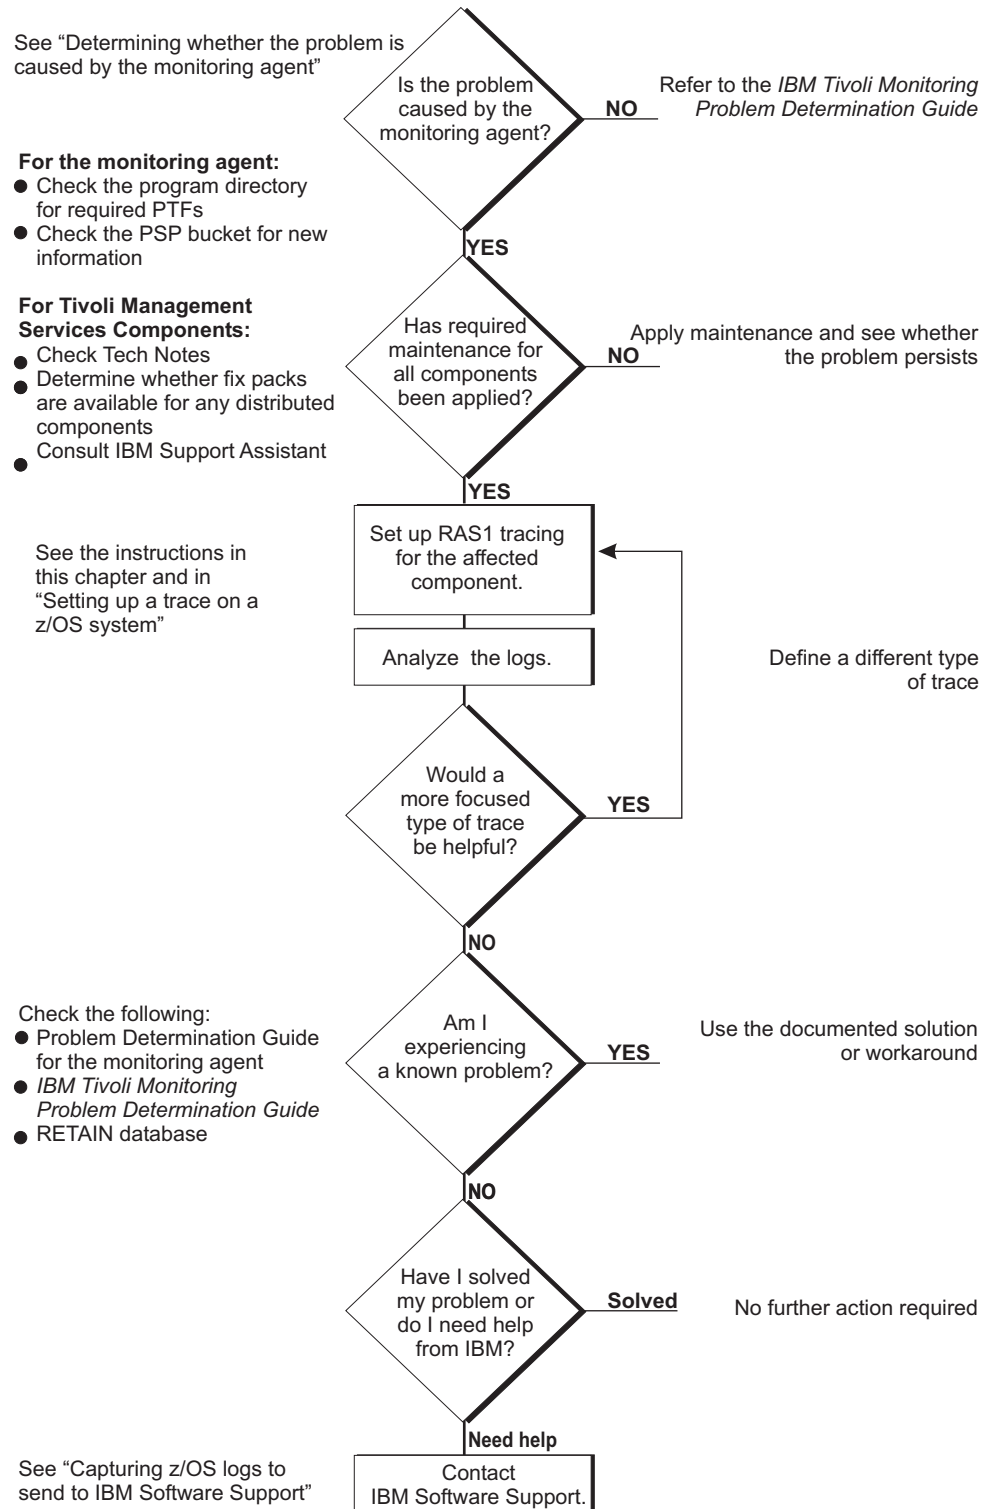 See “Determining whether the problem is
caused by the monitoring agent”
Is the problem
caused by the
monitoring agent?
NO
Refer to the IBM Tivoli Monitoring
Problem Determination Guide
For the monitoring agent:
● Check the program directory
for required PTFs
● Check the PSP bucket for new
information
YES
For Tivoli Management
Services Components:
● Check Tech Notes
● Determine whether fix packs
are available for any distributed
components
● Consult IBM Support Assistant
Has required
maintenance for
all components
been applied?
NO
Apply maintenance and see whether
the problem persists
YES
See the instructions in
this chapter and in
“Setting up a trace on a
z/OS system”
Set up RAS1 tracing
for the affected
component.
Analyze the logs.
Define a different type
of trace
Would a
more focused
type of trace
be helpful?
YES
NO
Check the following:
● Problem Determination Guide
for the monitoring agent
● IBM Tivoli Monitoring
Problem Determination Guide
● RETAIN database
Am I
experiencing
a known problem?
YES
Use the documented solution
or workaround
NO
Have I solved
my problem or
do I need help
from IBM?
Solved
No further action required
Need help
See “Capturing z/OS logs to
send to IBM Software Support”
Contact
IBM Software Support.